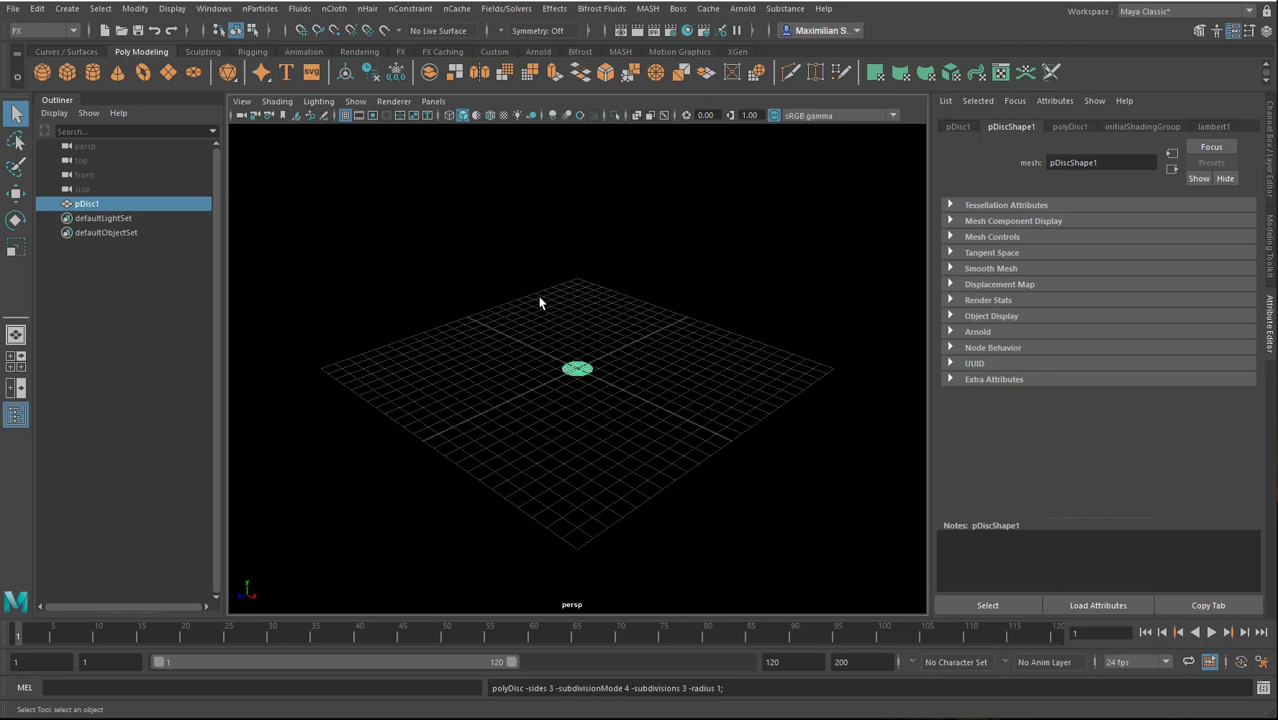 File Edit Create Select Modify Display Windows nParticles Fluids nCloth nHair nConstraint nCache Fields/Solvers Effects Bifrost Fluids MASH Boss Cache Arnold Substance Help
Workspace : Maya Classic*
FX No Live Surface Symmetry: Off Maximilian S...
Curves / Surfaces Poly Modeling Sculpting Rigging Animation Rendering FX FX Caching Custom Arnold Bifrost MASH Motion Graphics XGen
T SVG
Outliner
Display Show Help
Search...
persp
top
front
side
pDisc1
defaultLightSet
defaultObjectSet
View Shading Lighting Show Renderer Panels
0.00 1.00 sRGB gamma
y
persp
List Selected Focus Attributes Show Help
pDisc1 pDiscShape1 polyDisc1 initialShadingGroup lambert1
mesh: pDiscShape1
Focus
Presets
Show Hide
Tessellation Attributes
Mesh Component Display
Mesh Controls
Tangent Space
Smooth Mesh
Displacement Map
Render Stats
Object Display
Arnold
Node Behavior
UUID
Extra Attributes
Notes: pDiscShape1
Select Load Attributes Copy Tab
Channel Box / Layer Editor
Modeling Toolkit
Attribute Editor
1 5 10 15 20 25 30 35 40 45 50 55 60 65 70 75 80 85 90 95 100 105 110 115 120
1
1 1 1 120 120 200 No Character Set No Anim Layer 24 fps
MEL polyDisc -sides 3 -subdivisionMode 4 -subdivisions 3 -radius 1;
Select Tool: select an object